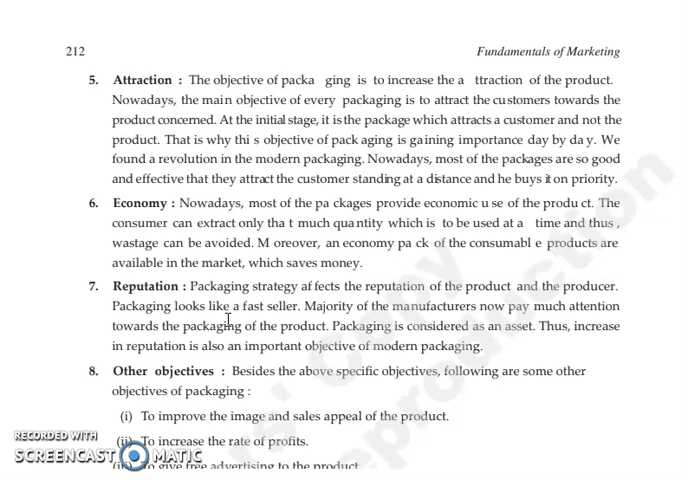 212 Fundamentals of Marketing
5. Attraction : The objective of packa ging is to increase the a ttraction of the product.
Nowadays, the main objective of every packaging is to attract the customers towards the
product concerned. At the initial stage, it is the package which attracts a customer and not the
product. That is why thi s objective of pack aging is gaining importance day by da y. We
found a revolution in the modern packaging. Nowadays, most of the packages are so good
and effective that they attract the customer standing at a distance and he buys it on priority.
6. Economy : Nowadays, most of the pa ckages provide economic u se of the produ ct. The
consumer can extract only tha t much qua ntity which is to be used at a time and thus ,
wastage can be avoided. M oreover, an economy pa ck of the consumabl e products are
available in the market, which saves money.
7. Reputation : Packaging strategy af fects the reputation of the product and the producer.
Packaging looks like a fast seller. Majority of the manufacturers now pay much attention
towards the packaging of the product. Packaging is considered as an asset. Thus, increase
in reputation is also an important objective of modern packaging.
8. Other objectives : Besides the above specific objectives, following are some other
objectives of packaging :
(i) To improve the image and sales appeal of the product.
(ii) To increase the rate of profits.
(iii) To give free advertising to the product
RECORDED WITH
SCREENCAST MATIC
rs' Copy
reproduction